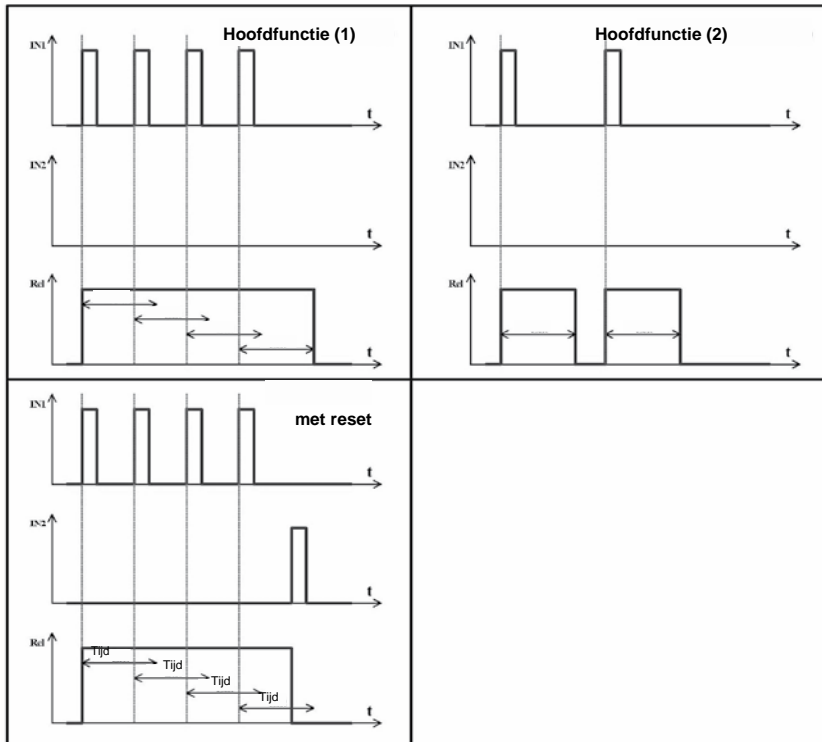 Hoofdfunctie (1)
IN1
t
IN2
t
Rel
t
Hoofdfunctie (2)
IN1
t
IN2
t
Rel
t
met reset
IN1
t
IN2
t
Rel
Tijd
Tijd
Tijd
Tijd
t